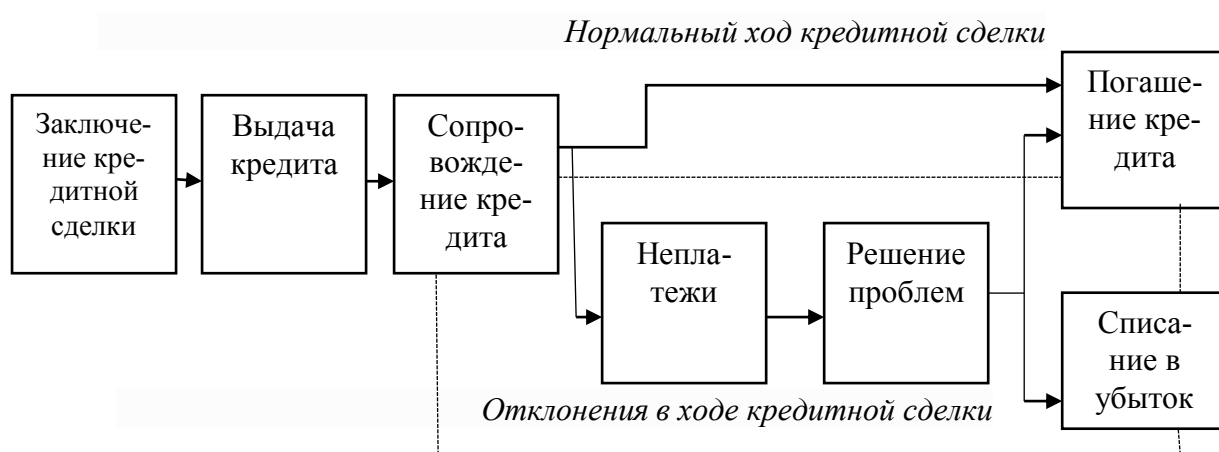 Нормальный ход кредитной сделки
Заключе-
ние кре-
дитной
сделки
Выдача
кредита
Сопро-
вожде-
ние кре-
дита
Погаше-
ние кре-
дита
Непла-
тежи
Решение
проблем
Списа-
ние в
убыток
Отклонения в ходе кредитной сделки